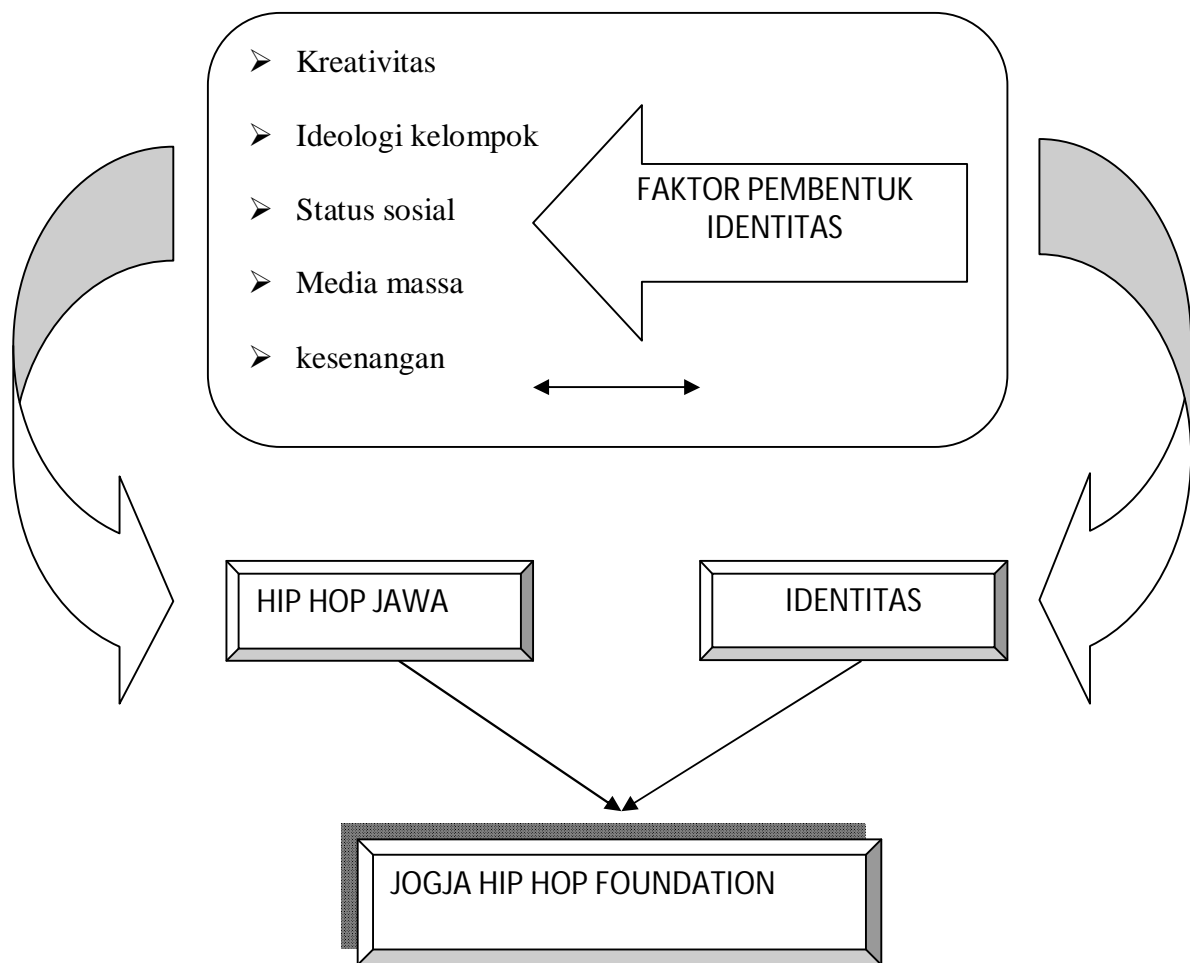 Kreativitas
Ideologi kelompok
Status sosial
Media massa
kesenangan
FAKTOR PEMBENTUK
IDENTITAS
HIP HOP JAWA
IDENTITAS
JOGJA HIP HOP FOUNDATION